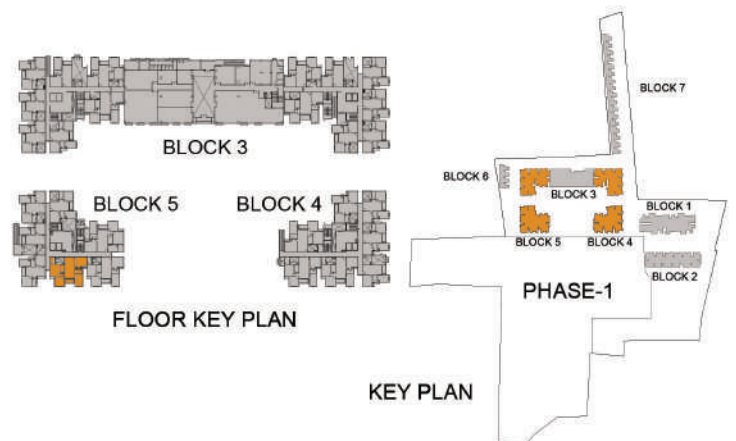 BLOCK 3
BLOCK 5
BLOCK 4
FLOOR KEY PLAN
BLOCK 7
BLOCK 6
BLOCK 3
BLOCK 1
BLOCK 5
BLOCK 4
BLOCK 2
PHASE-1
KEY PLAN